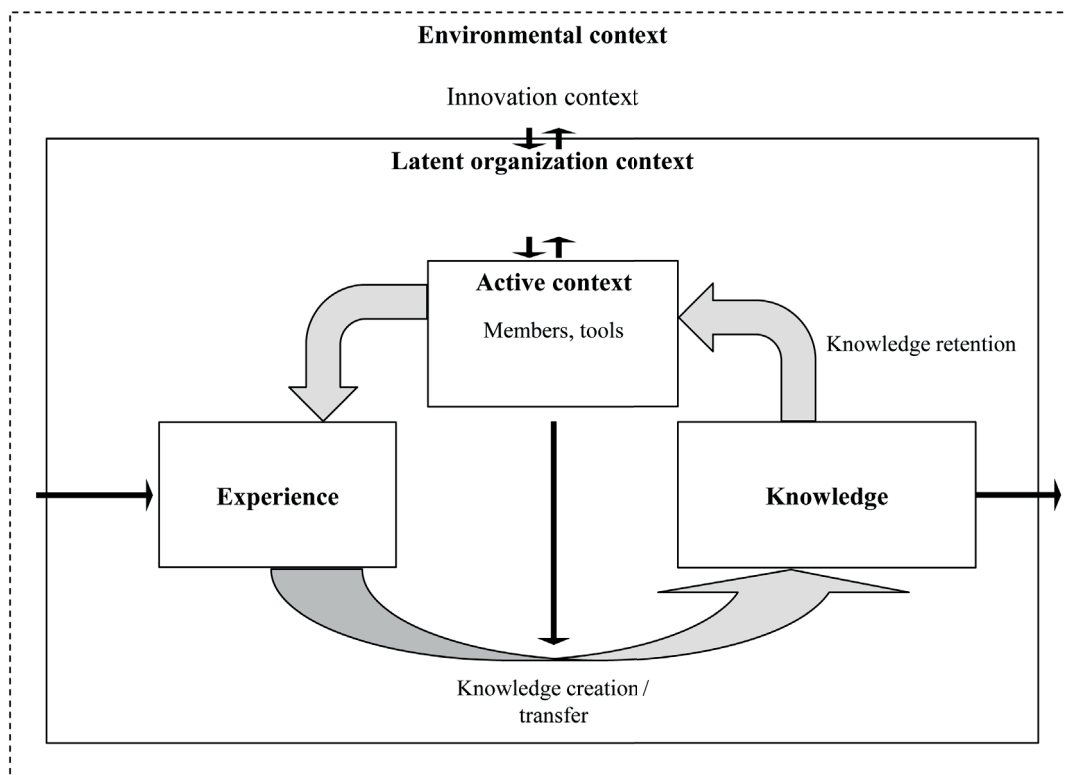 Environmental context
Innovation context
Latent organization context
Active context
Members, tools
Knowledge retention
Experience
Knowledge
Knowledge creation /
transfer